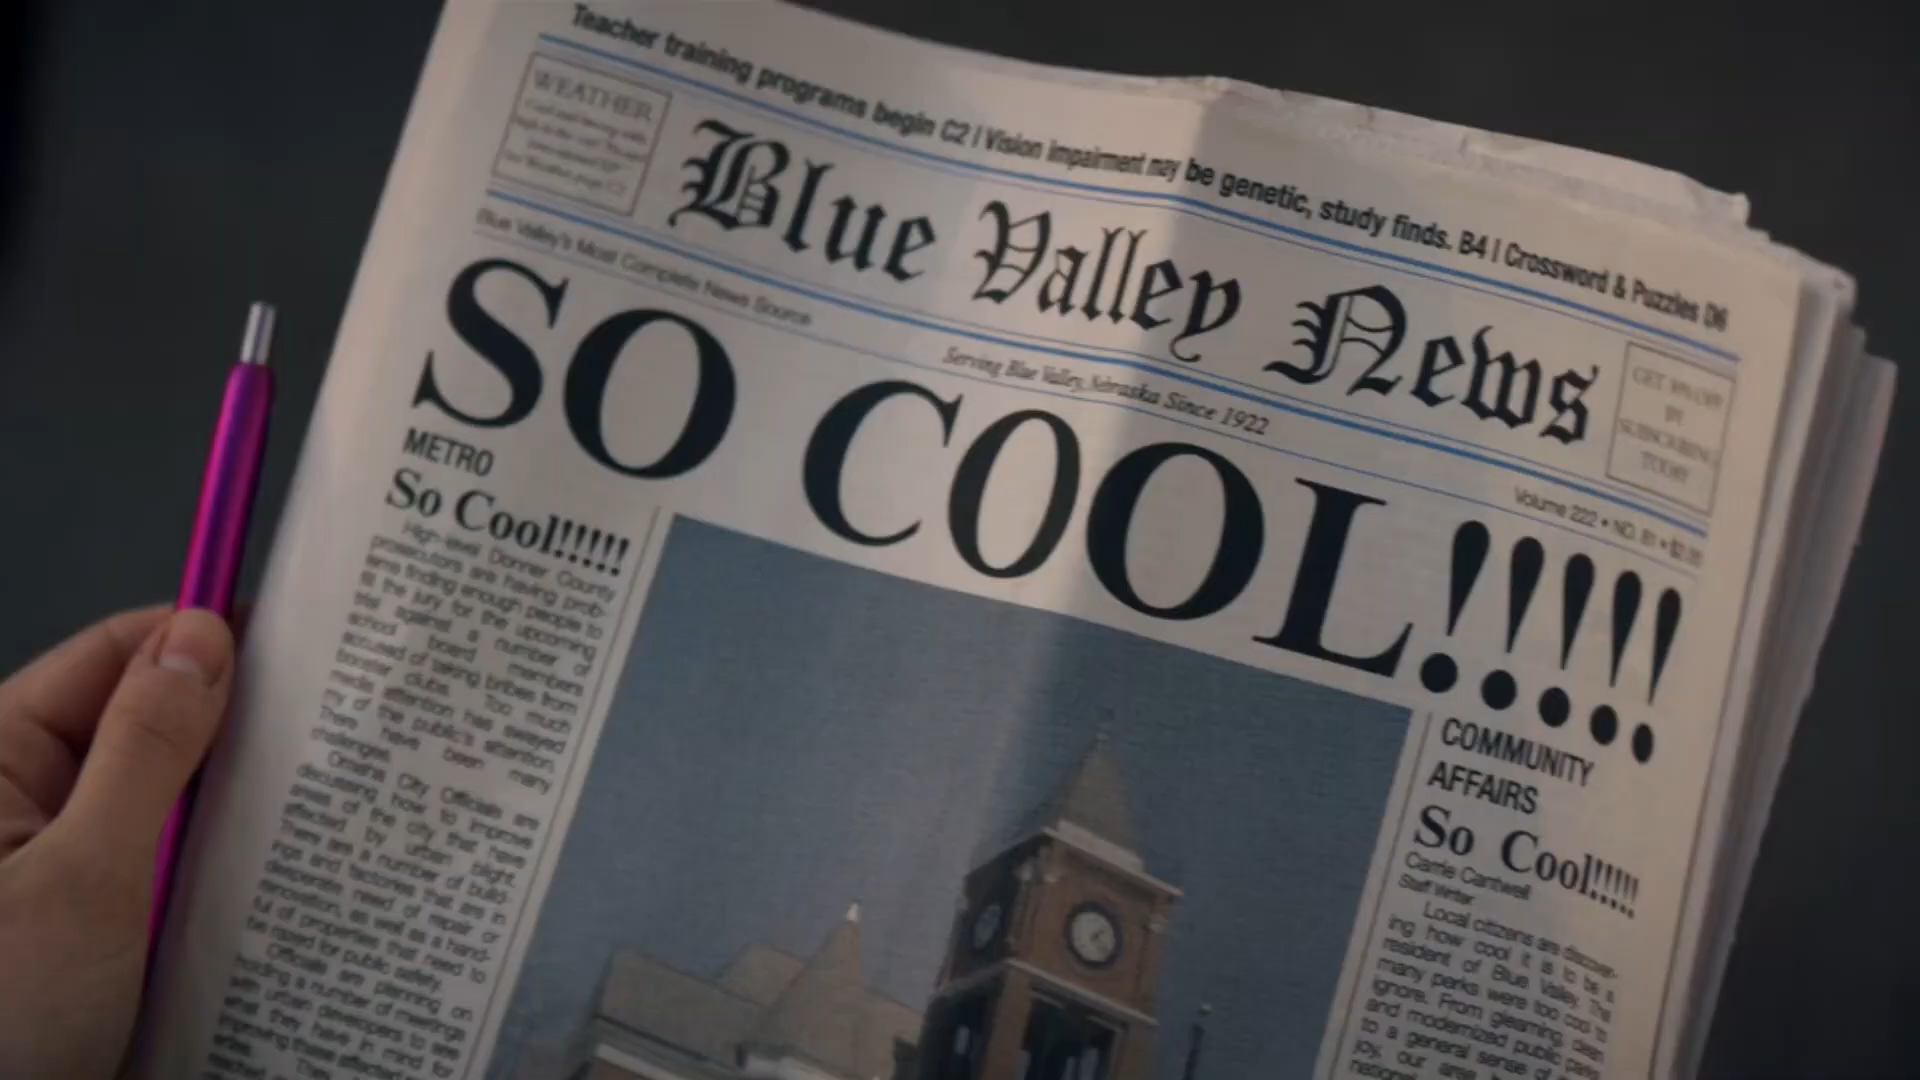 Teacher training programs begin C2 | Vision impairment may be genetic, study finds. B4 | Crossword & Puzzles D6
WEATHER
Blue Valley News
GET
BY
SUBSCRIBING
TODAY
Blue Valley's Most Complete News Source
Serving Blue Valley, Nebraska Since 1922
Volume 222 • NO. 81 •
SO COOL!!!!!
METRO
So Cool!!!!!
High-level Donner County
prosecutors are having prob-
lems finding enough people to
fill the jury for the upcoming
trial against a number of
school board members
accused of taking bribes from
booster clubs. Too much
media attention has swayed
my of the public's attention.
There have been many
challenges.
Omaha City Officials are
discussing how to improve
areas of the city that have
effected by urban blight.
There are a number of build-
ings and factories that are in
desperate need of repair or
renovation, as well as a hand-
ful of properties that need to
be razed for public safety.
Officials are planning on
holding a number of meetings
with urban developers to see
what they have in mind for
improving these affected
They
COMMUNITY
AFFAIRS
So Cool!!!!!
Carrie Cantwell
Staff Writer
Local citizens are discover-
ing how cool it is to be a
resident of Blue Valley. The
many perks were too cool to
ignore. From gleaming, clean
and modernized public parks
to a general sense of
joy, our area
national